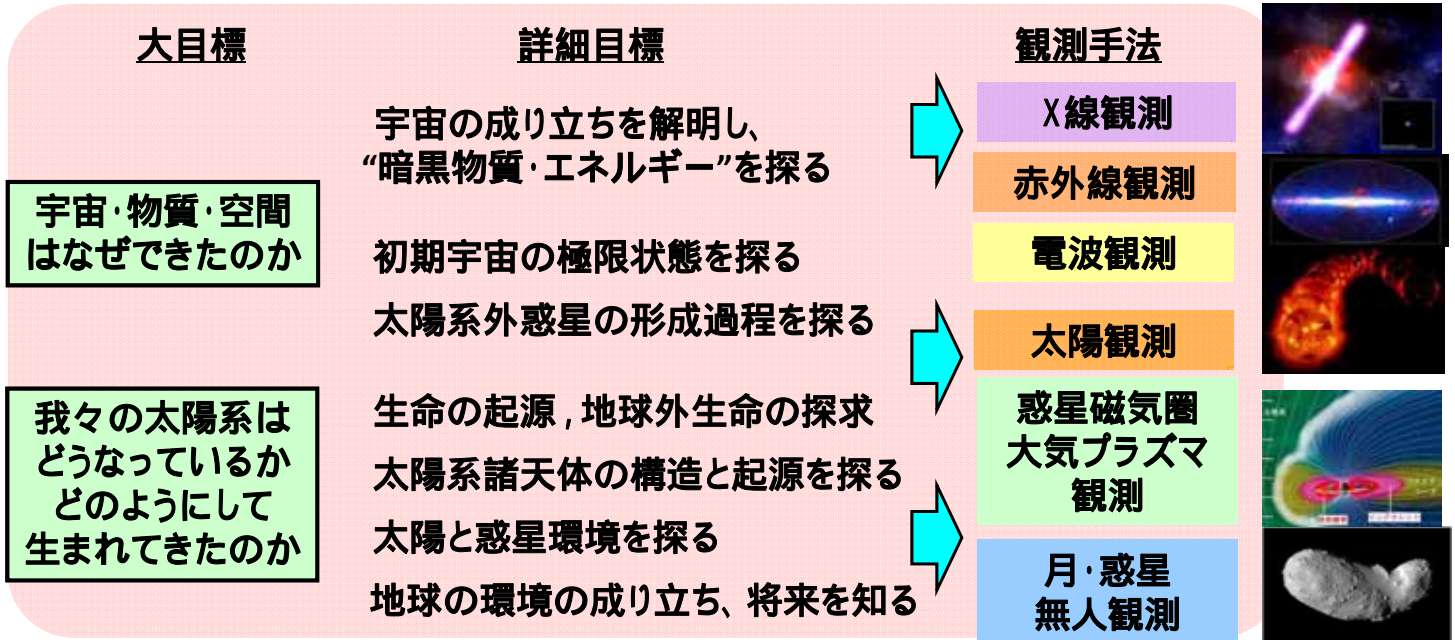 大目標
詳細目標
観測手法
宇宙の成り立ちを解明し、
“暗黒物質・エネルギー”を探る
初期宇宙の極限状態を探る
太陽系外惑星の形成過程を探る
生命の起源,地球外生命の探求
太陽系諸天体の構造と起源を探る
太陽と惑星環境を探る
地球の環境の成り立ち、将来を知る
宇宙・物質・空間
はなぜできたのか
我々の太陽系は
どうなっているか
どのようにして
生まれてきたのか
X線観測
赤外線観測
電波観測
太陽観測
惑星磁気圏
大気プラズマ
観測
月・惑星
無人観測